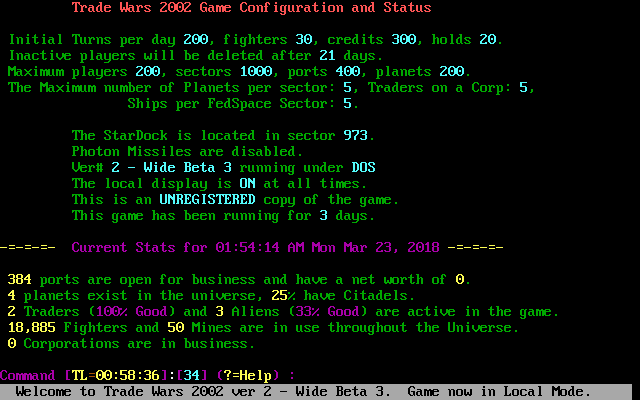 Trade Wars 2002 Game Configuration and Status
Initial Turns per day 200, fighters 30, credits 300, holds 20.
Inactive players will be deleted after 21 days.
Maximum players 200, sectors 1000, ports 400, planets 200.
The Maximum number of Planets per sector: 5, Traders on a Corp: 5,
Ships per FedSpace Sector: 5.
The StarDock is located in sector 973.
Photon Missiles are disabled.
Ver# 2 - Wide Beta 3 running under DOS
The local display is ON at all times.
This is an UNREGISTERED copy of the game.
This game has been running for 3 days.
-=-=-=- Current Stats for 01:54:14 AM Mon Mar 23, 2018 -=-=-=-
384 ports are open for business and have a net worth of 0.
4 planets exist in the universe, 25% have Citadels.
2 Traders (100% Good) and 3 Aliens (33% Good) are active in the game.
18,885 Fighters and 50 Mines are in use throughout the Universe.
0 Corporations are in business.
Command [TL=00:58:36]:[34] (?=Help) :
Welcome to Trade Wars 2002 ver 2 - Wide Beta 3. Game now in Local Mode.